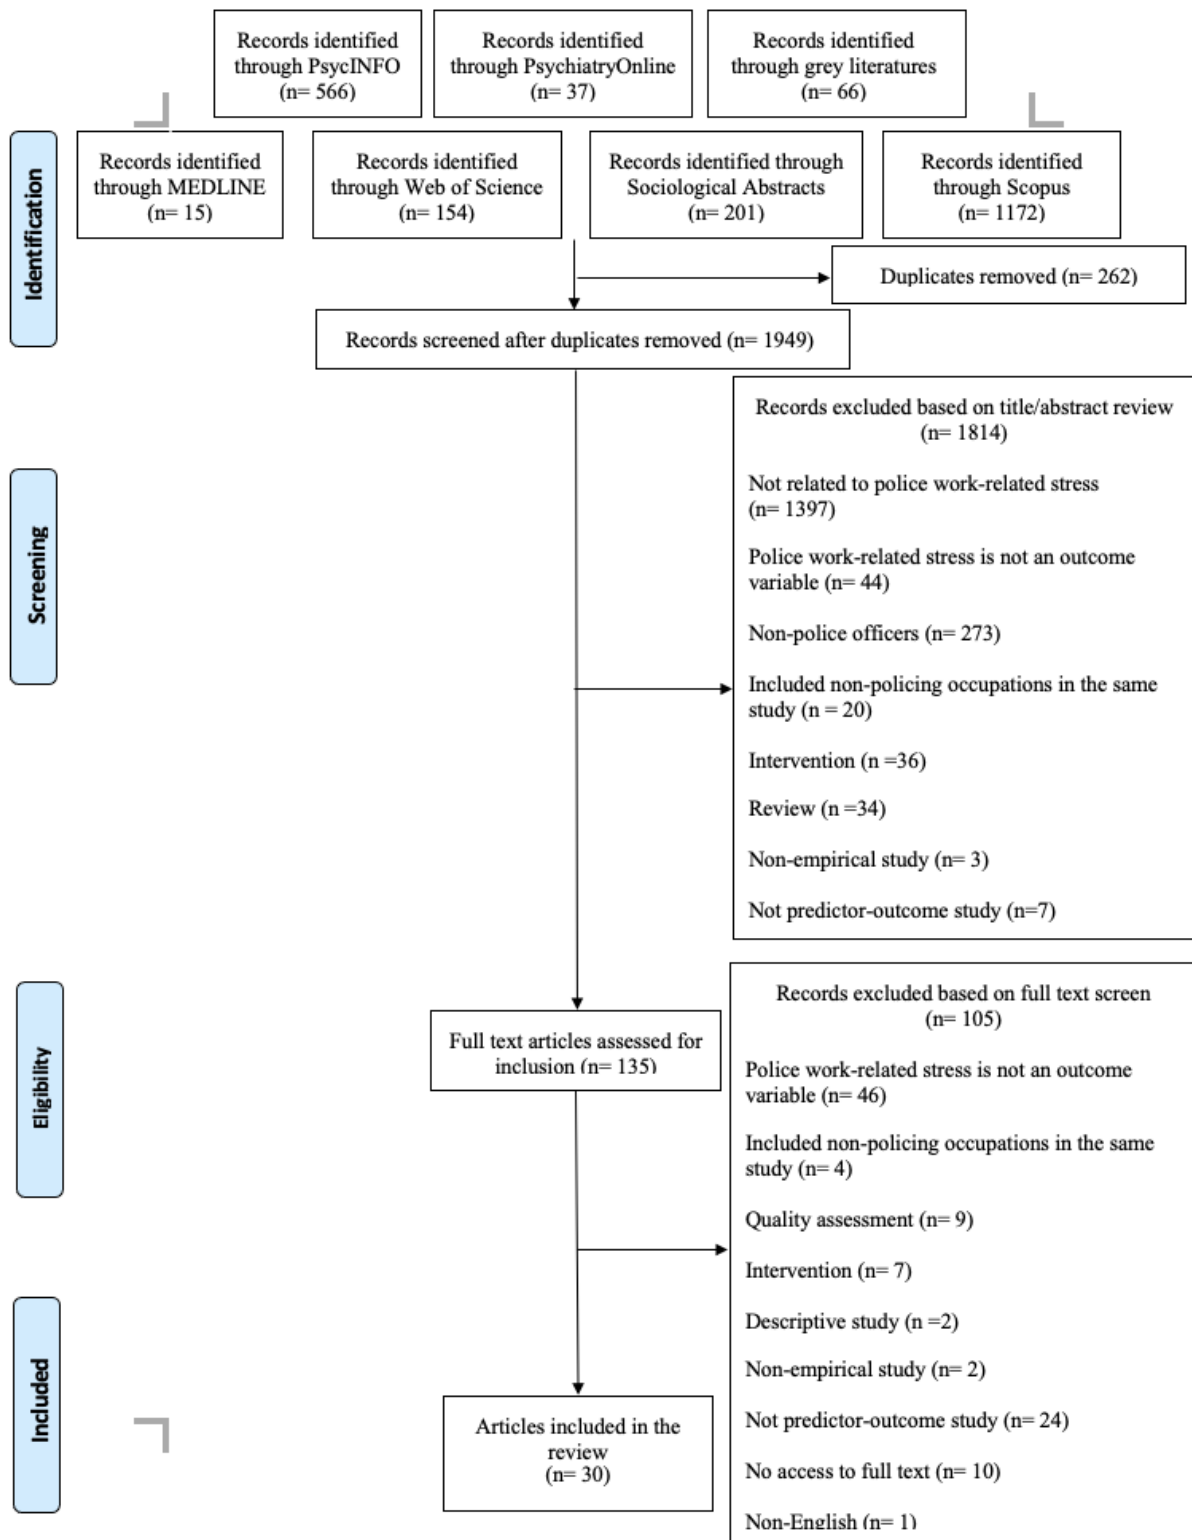 Records identified
through PsycINFO
(n= 566)
Records identified
through PsychiatryOnline
(n= 37)
Records identified
through grey literatures
(n= 66)
Identification
Records identified
through MEDLINE
(n= 15)
Records identified
through Web of Science
(n= 154)
Records identified through
Sociological Abstracts
(n= 201)
Records identified
through Scopus
(n= 1172)
Duplicates removed (n= 262)
Records screened after duplicates removed (n= 1949)
Screening
Records excluded based on title/abstract review
(n= 1814)
Not related to police work-related stress
(n= 1397)
Police work-related stress is not an outcome
variable (n= 44)
Non-police officers (n= 273)
Included non-policing occupations in the same
study (n = 20)
Intervention (n =36)
Review (n =34)
Non-empirical study (n= 3)
Not predictor-outcome study (n=7)
Eligibility
Full text articles assessed for
inclusion (n= 135)
Records excluded based on full text screen
(n= 105)
Police work-related stress is not an outcome
variable (n= 46)
Included non-policing occupations in the same
study (n= 4)
Quality assessment (n= 9)
Intervention (n= 7)
Descriptive study (n =2)
Non-empirical study (n= 2)
Not predictor-outcome study (n= 24)
No access to full text (n= 10)
Non-English (n= 1)
Included
Articles included in the
review
(n= 30)